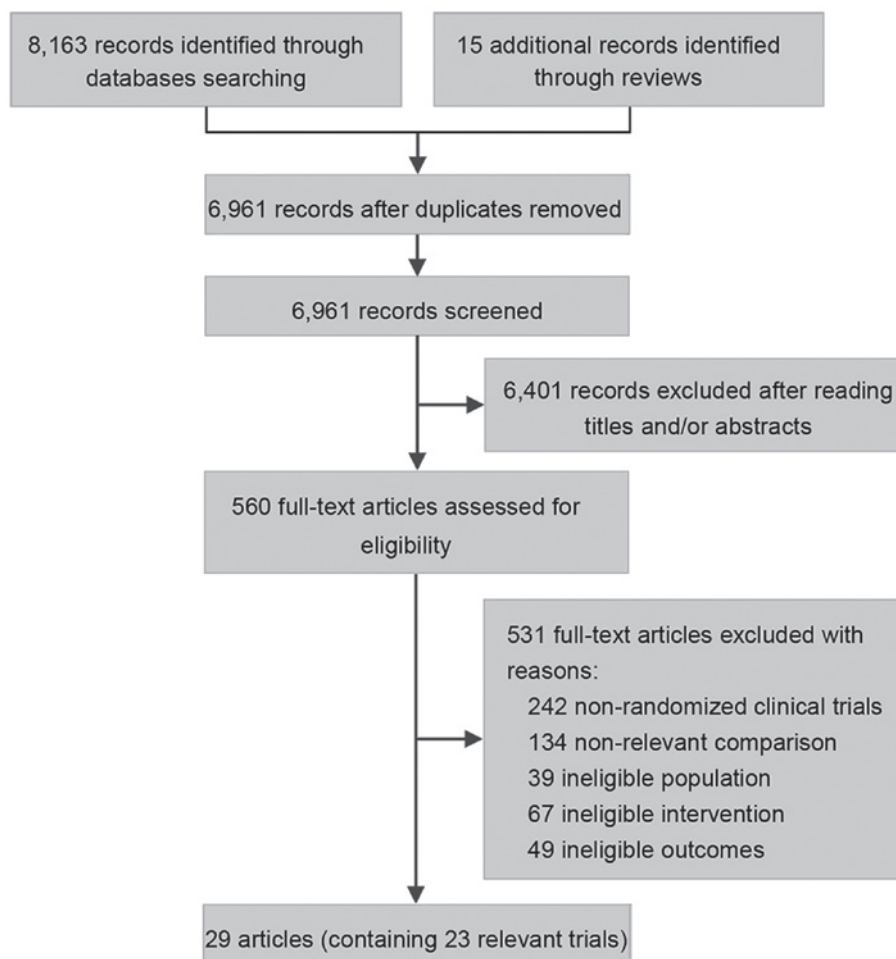 8,163 records identified through
databases searching
15 additional records identified
through reviews
6,961 records after duplicates removed
6,961 records screened
6,401 records excluded after reading
titles and/or abstracts
560 full-text articles assessed for
eligibility
531 full-text articles excluded with
reasons:
242 non-randomized clinical trials
134 non-relevant comparison
39 ineligible population
67 ineligible intervention
49 ineligible outcomes
29 articles (containing 23 relevant trials)